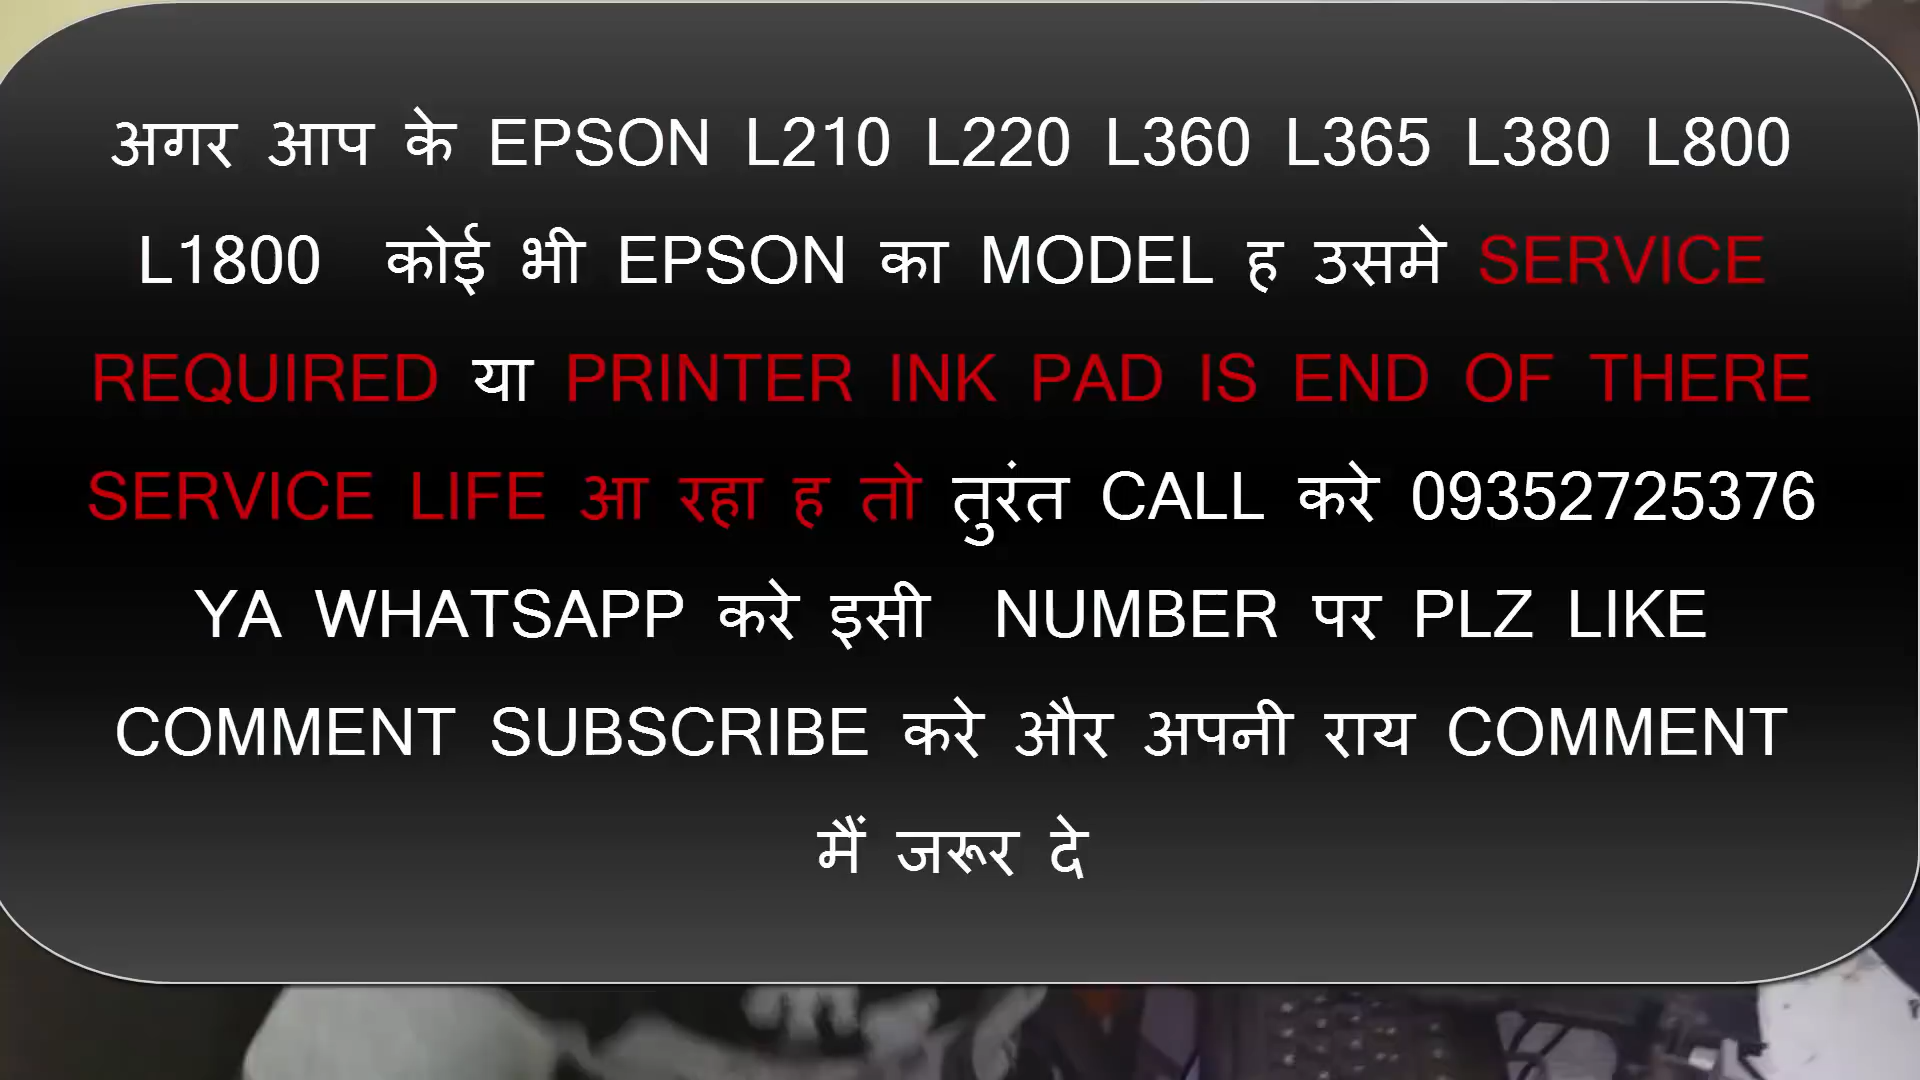 अगर आप के EPSON L210 L220 L360 L365 L380 L800
L1800 कोई भी EPSON का MODEL ह उसमे SERVICE
REQUIRED या PRINTER INK PAD IS END OF THERE
SERVICE LIFE आ रहा ह तो तुरंत CALL करे 09352725376
YA WHATSAPP करे इसी NUMBER पर PLZ LIKE
COMMENT SUBSCRIBE करे और अपनी राय COMMENT
मैं जरूर दे